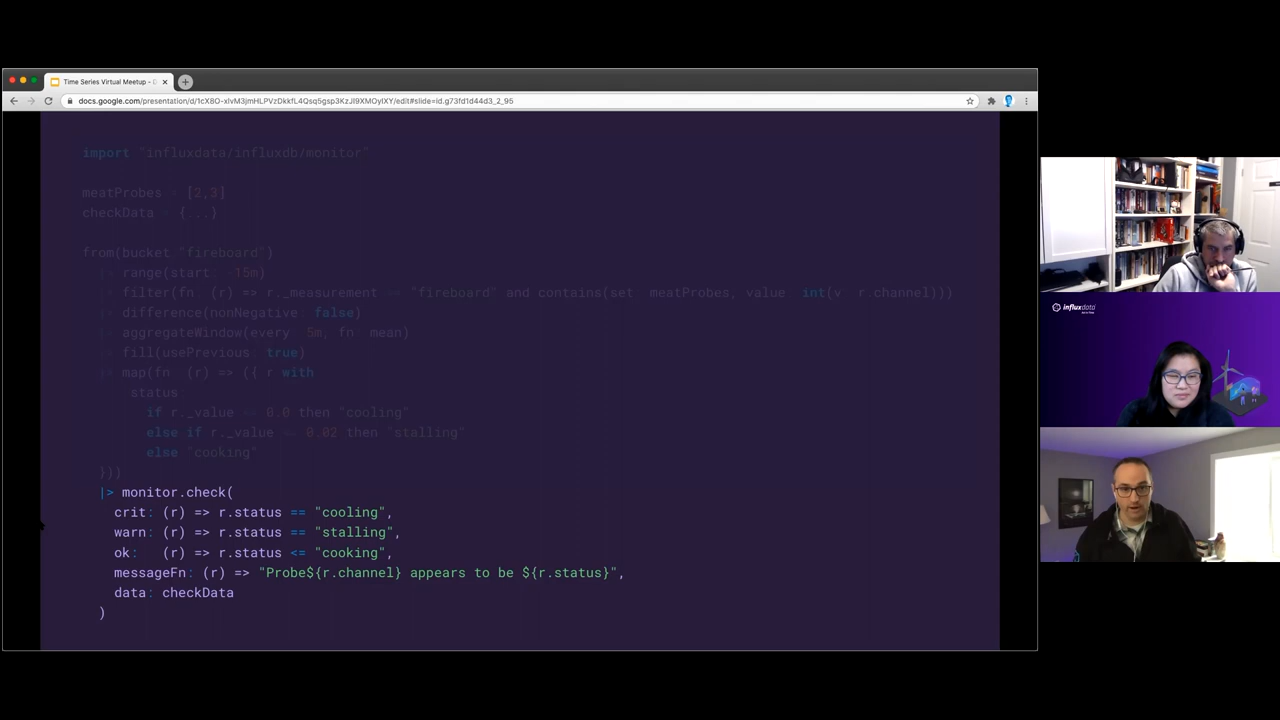 Time Series Virtual Meetup - D
docs.google.com/presentation/d/1cX8O-xIvM3jmHLPVzDkkfL4Qsq5gsp3KzJI9XMOyIXY/edit#slide=id.g73fd1d44d3_2_95
import "influxdata/influxdb/monitor"
meatProbes = [2,3]
checkData = {...}
from(bucket "fireboard")
range(start: -15m)
filter(fn: (r) => r._measurement "fireboard" and contains(set: meatProbes, value: int(v: r.channel)))
difference(nonNegative: false)
aggregateWindow(every: 5m, fn: mean)
fill(usePrevious: true)
map(fn: (r) => ({ r with
status:
if r._value <= 0.0 then "cooling"
else if r._value <= 0.02 then "stalling"
else "cooking"
}))
|> monitor.check(
crit: (r) => r.status == "cooling",
warn: (r) => r.status == "stalling",
ok: (r) => r.status <= "cooking",
messageFn: (r) => "Probe${r.channel} appears to be ${r.status}",
data: checkData
)
influxdata